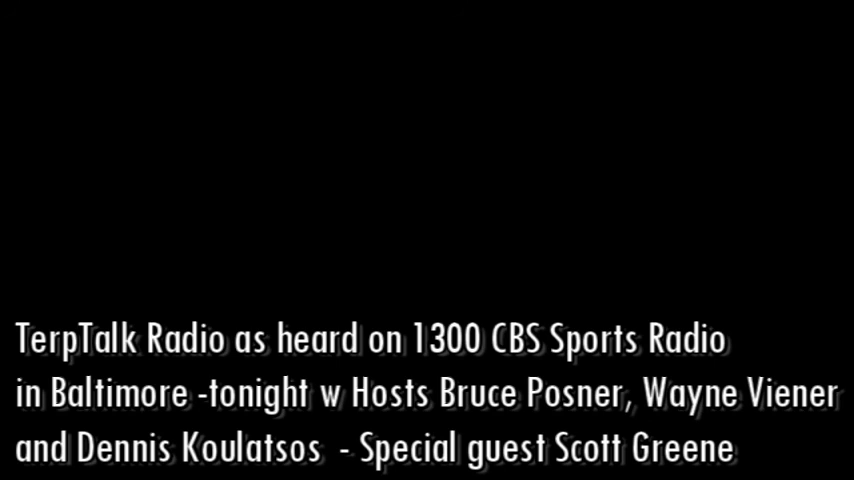 TerpTalk Radio as heard on 1300 CBS Sports Radio
in Baltimore -tonight w Hosts Bruce Posner, Wayne Viener
and Dennis Koulatsos - Special guest Scott Greene